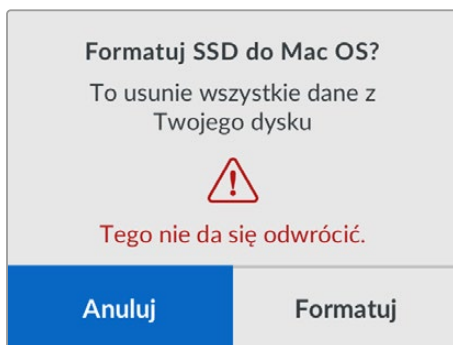 Formatuj SSD do Mac OS?
To usunie wszystkie dane z
Twojego dysku
Tego nie da się odwrócić.
Anuluj
Formatuj